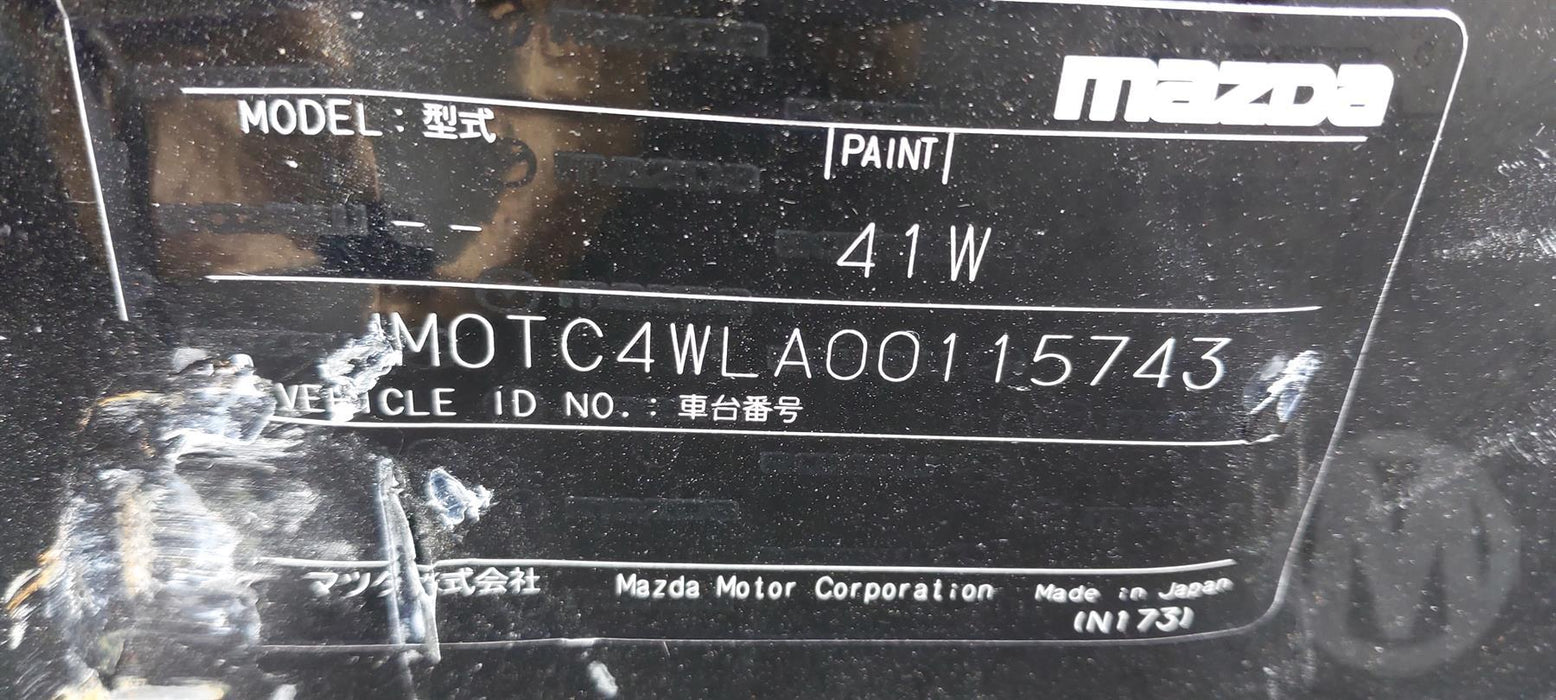 mazda
MODEL : 型式
PAINT
－－ 41W
JM0TC4WLA00115743
VEHICLE ID NO. : 車台番号
マツダ株式会社 Mazda Motor Corporation Made in Japan
(N173)
M